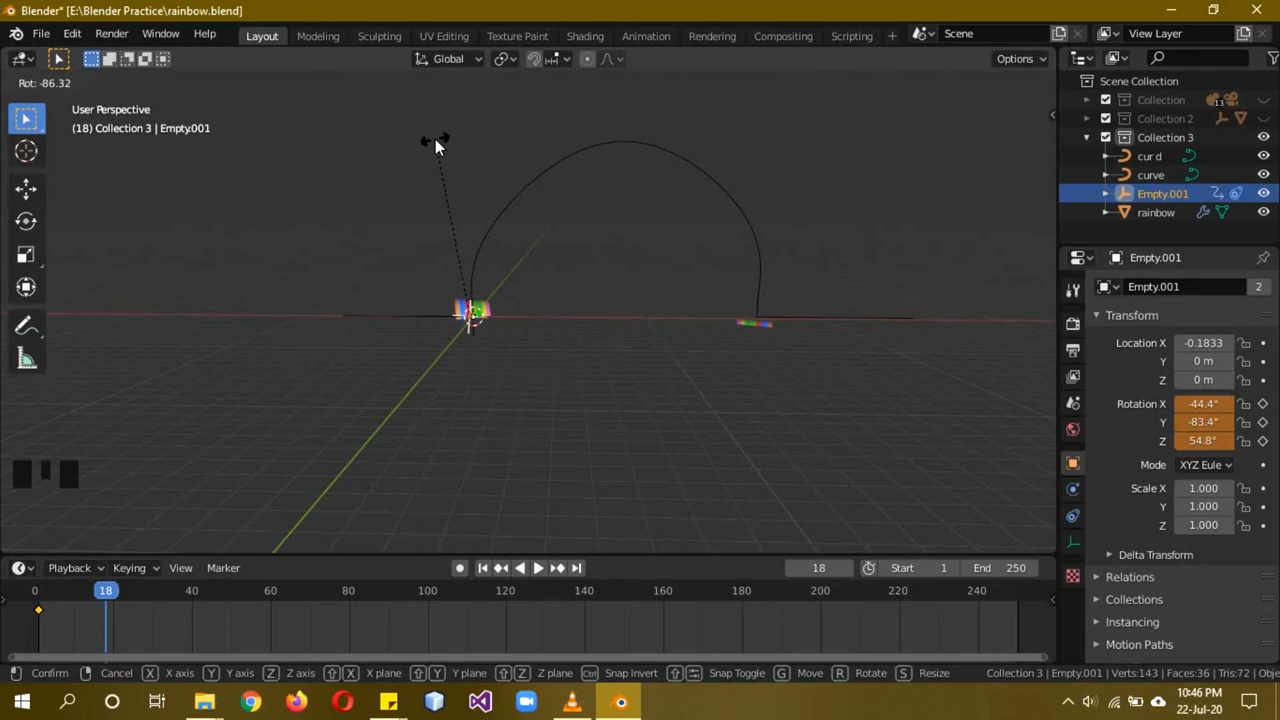 Blender* [E:\Blender Practice\rainbow.blend]
File Edit Render Window Help Layout Modeling Sculpting UV Editing Texture Paint Shading Animation Rendering Compositing Scripting + Scene View Layer
Global Options
Rot: -86.32
User Perspective
(18) Collection 3 | Empty.001
Scene Collection
Collection 13
Collection 2
Collection 3
cur d
curve
Empty.001
rainbow
Empty.001
Empty.001 2
Transform
Location X -0.1833
Y 0 m
Z 0 m
Rotation X -44.4°
Y -83.4°
Z 54.8°
Mode XYZ Eule
Scale X 1.000
Y 1.000
Z 1.000
Delta Transform
Relations
Collections
Instancing
Motion Paths
Playback Keying View Marker 18 Start 1 End 250
0 18 40 60 80 100 120 140 160 180 200 220 240
Confirm Cancel X X axis Y Y axis Z Z axis X X plane Y Y plane Z Z plane Ctrl Snap Invert Snap Toggle G Move R Rotate S Resize Collection 3 | Empty.001 | Verts:143 | Faces:36 | Tris:72 | Obje
10:46 PM
22-Jul-20